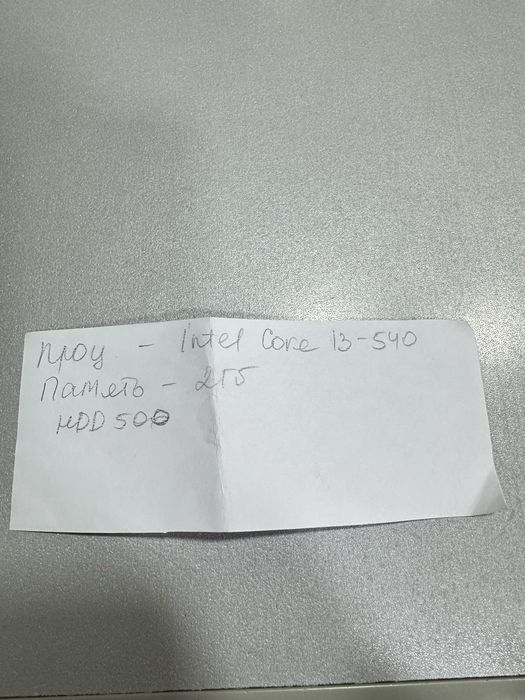 проц - Intel Core i3-540
Память - 2ГБ
HDD 500